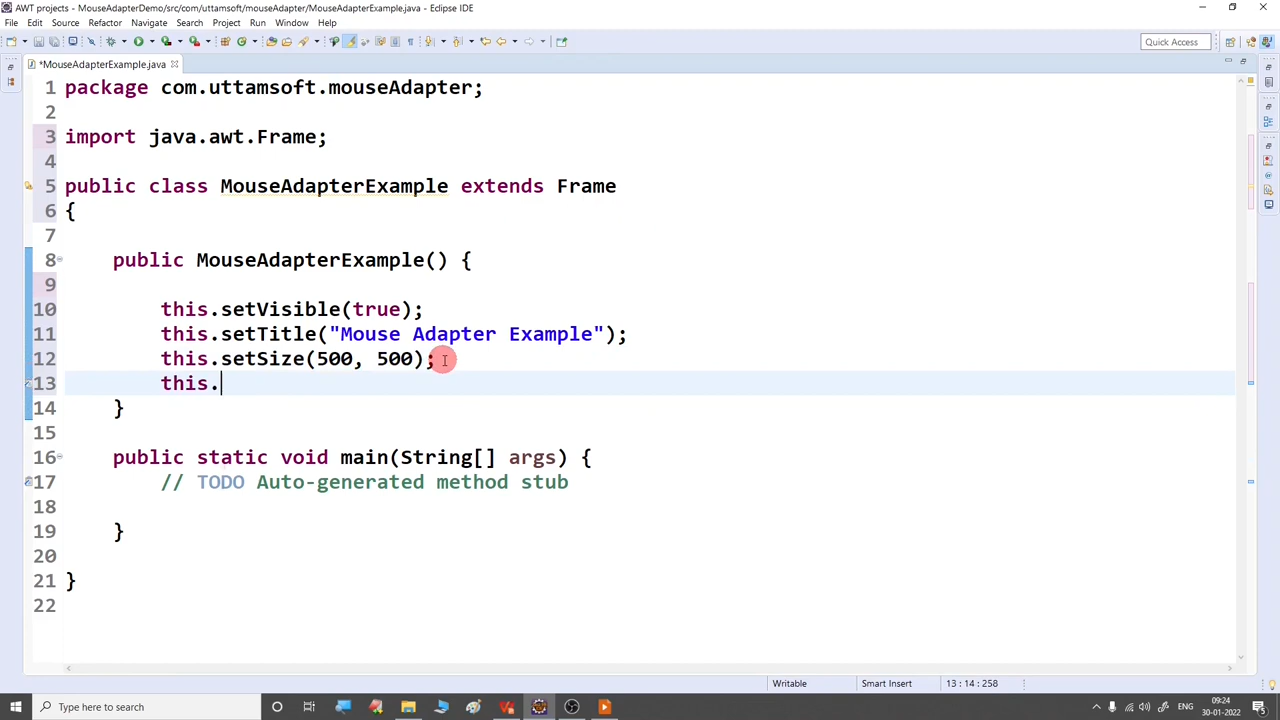 AWT projects - MouseAdapterDemo/src/com/uttamsoft/mouseAdapter/MouseAdapterExample.java - Eclipse IDE
File Edit Source Refactor Navigate Search Project Run Window Help
Quick Access
*MouseAdapterExample.java
1 package com.uttamsoft.mouseAdapter;
2
3 import java.awt.Frame;
4
5 public class MouseAdapterExample extends Frame
6 {
7
8 public MouseAdapterExample() {
9
10 this.setVisible(true);
11 this.setTitle("Mouse Adapter Example");
12 this.setSize(500, 500);
13 this.
14 }
15
16 public static void main(String[] args) {
17 // TODO Auto-generated method stub
18
19 }
20
21 }
22
Writable Smart Insert 13 : 14 : 258
Type here to search
09:24
30-01-2022